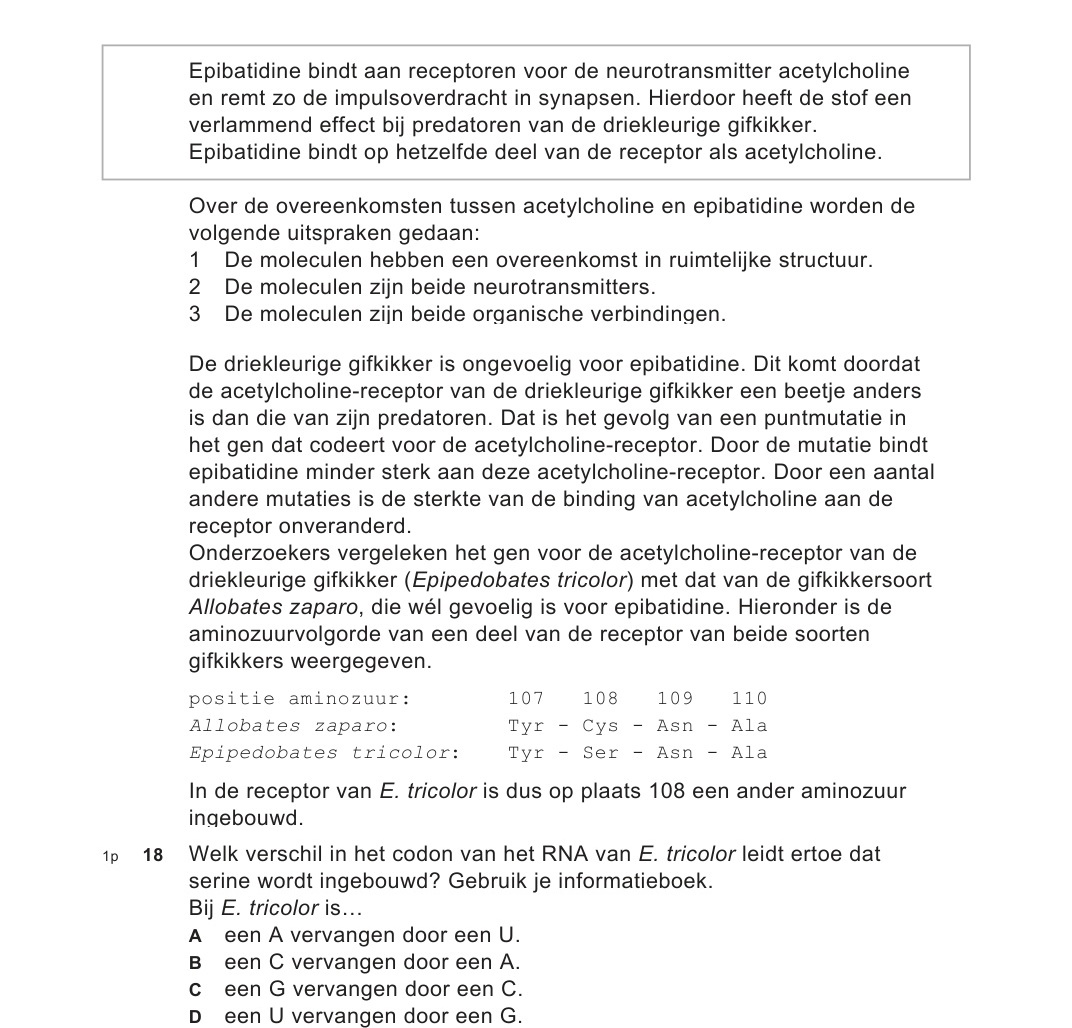 Epibatidine bindt aan receptoren voor de neurotransmitter acetylcholine
en remt zo de impulsoverdracht in synapsen. Hierdoor heeft de stof een
verlammend effect bij predatoren van de driekleurige gifkikker.
Epibatidine bindt op hetzelfde deel van de receptor als acetylcholine.
Over de overeenkomsten tussen acetylcholine en epibatidine worden de
volgende uitspraken gedaan:
1 De moleculen hebben een overeenkomst in ruimtelijke structuur.
2 De moleculen zijn beide neurotransmitters.
3 De moleculen zijn beide organische verbindingen.
De driekleurige gifkikker is ongevoelig voor epibatidine. Dit komt doordat
de acetylcholine-receptor van de driekleurige gifkikker een beetje anders
is dan die van zijn predatoren. Dat is het gevolg van een puntmutatie in
het gen dat codeert voor de acetylcholine-receptor. Door de mutatie bindt
epibatidine minder sterk aan deze acetylcholine-receptor. Door een aantal
andere mutaties is de sterkte van de binding van acetylcholine aan de
receptor onveranderd.
Onderzoekers vergeleken het gen voor de acetylcholine-receptor van de
driekleurige gifkikker (Epipedobates tricolor) met dat van de gifkikkersoort
Allobates zaparo, die wél gevoelig is voor epibatidine. Hieronder is de
aminozuurvolgorde van een deel van de receptor van beide soorten
gifkikkers weergegeven.
positie aminozuur: 107 108 109 110
Allobates zaparo: Tyr - Cys - Asn - Ala
Epipedobates tricolor: Tyr - Ser - Asn - Ala
In de receptor van E. tricolor is dus op plaats 108 een ander aminozuur
ingebouwd.
1p 18 Welk verschil in het codon van het RNA van E. tricolor leidt ertoe dat
serine wordt ingebouwd? Gebruik je informatieboek.
Bij E. tricolor is…
A een A vervangen door een U.
B een C vervangen door een A.
C een G vervangen door een C.
D een U vervangen door een G.